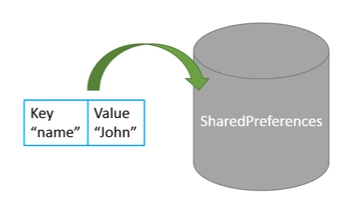 Key
"name"
Value
“John”
SharedPreferences